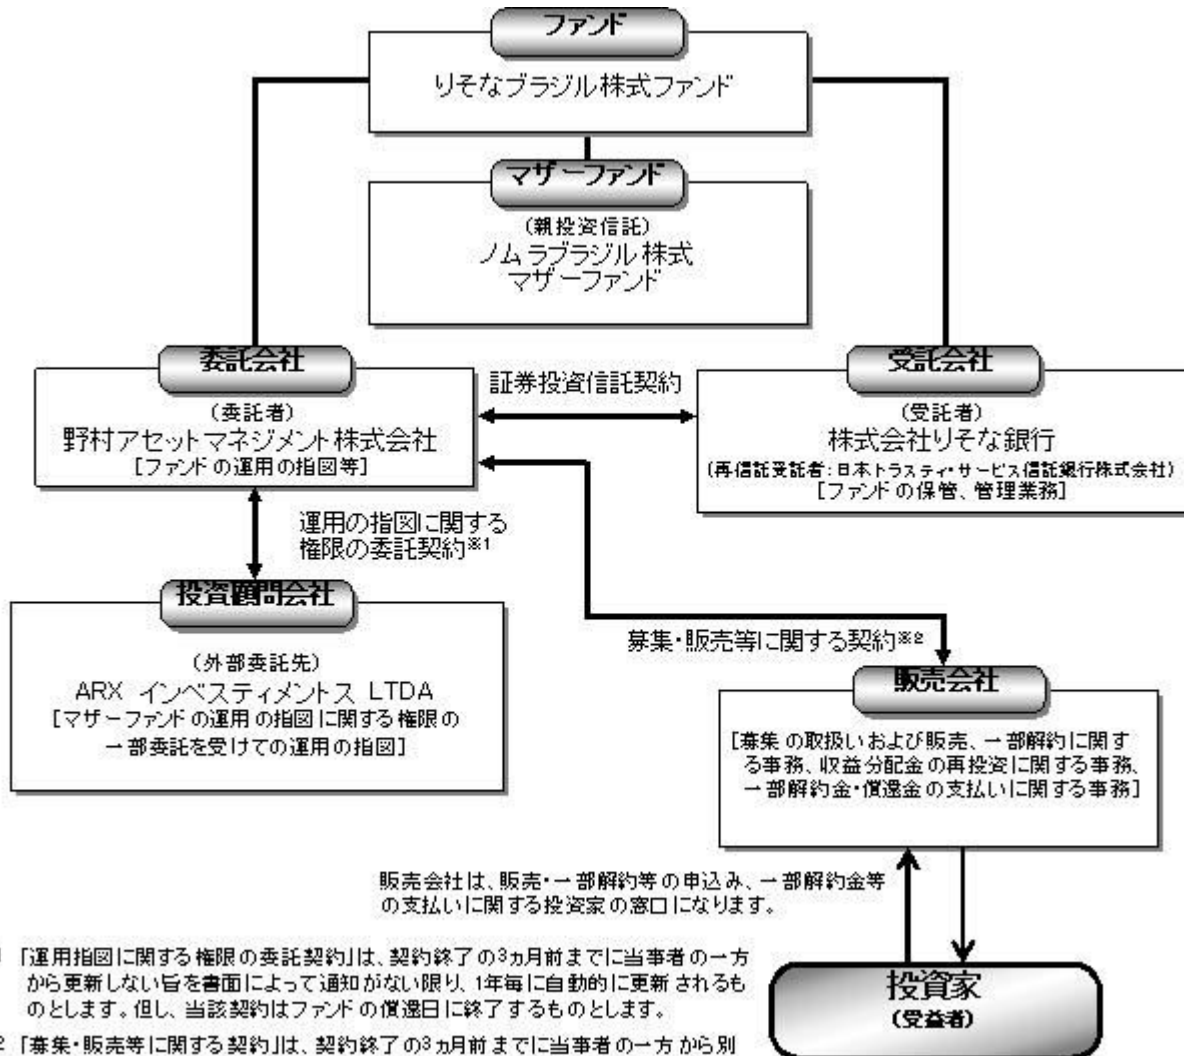 ファンド
りそなブラジル株式ファンド
マザーファンド
(親投資信託)
ノムラブラジル株式
マザーファンド
委託会社
(委託者)
野村アセットマネジメント株式会社
[ファンドの運用の指図等]
証券投資信託契約
受託会社
(受託者)
株式会社りそな銀行
(再信託受託者:日本トラスティ・サービス信託銀行株式会社)
[ファンドの保管、管理業務]
運用の指図に関する
権限の委託契約※1
投資顧問会社
(外部委託先)
ARX インベスティメントス LTDA
[マザーファンドの運用の指図に関する権限の
一部委託を受けての運用の指図]
募集・販売等に関する契約※2
販売会社
[募集の取扱いおよび販売、一部解約に関す
る事務、収益分配金の再投資に関する事務、
一部解約金・償還金の支払いに関する事務]
販売会社は、販売・一部解約等の申込み、一部解約金等
の支払いに関する投資家の窓口になります。
投資家
(受益者)
1 「運用指図に関する権限の委託契約」は、契約終了の3ヵ月前までに当事者の一方
から更新しない旨を書面によって通知がない限り、1年毎に自動的に更新されるも
のとします。但し、当該契約はファンドの償還日に終了するものとします。
2 「募集・販売等に関する契約」は、契約終了の3ヵ月前までに当事者の一方から別